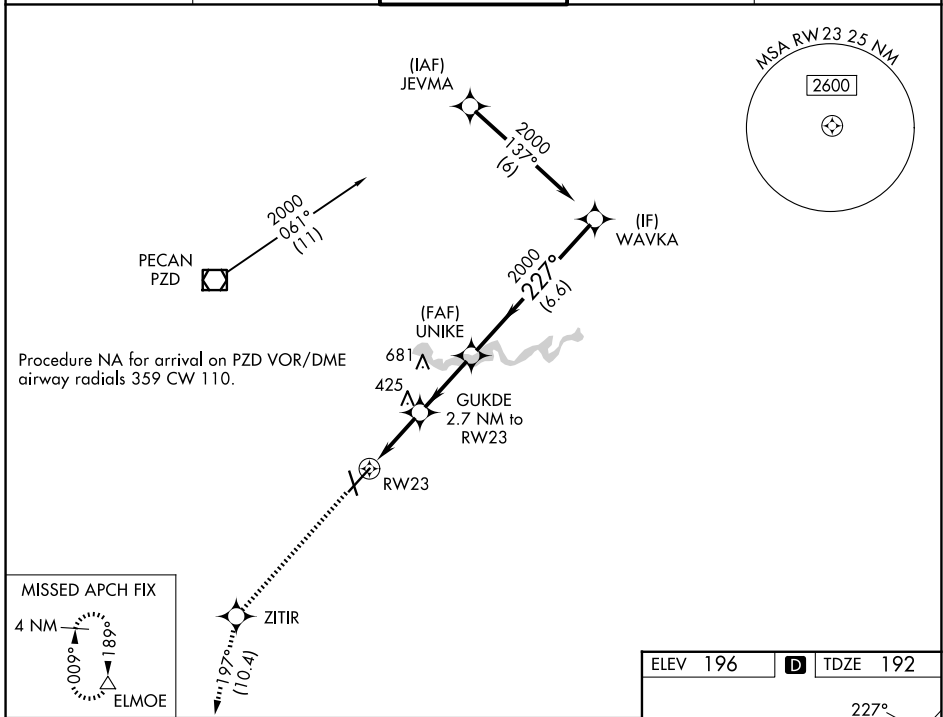 MSA RW23 25 NM
2600
(IAF)
JEVMA
2000
137°
(6)
(IF)
WAVKA
2000
061°
(11)
PECAN
PZD
2000
227°
(6.6)
(FAF)
UNIKE
Procedure NA for arrival on PZD VOR/DME
airway radials 359 CW 110.
681
425
GUKDE
2.7 NM to
RW23
RW23
ZITIR
197°
(10.4)
MISSED APCH FIX
4 NM
009°
189°
ELMOE
ELEV 196
D
TDZE 192
227°